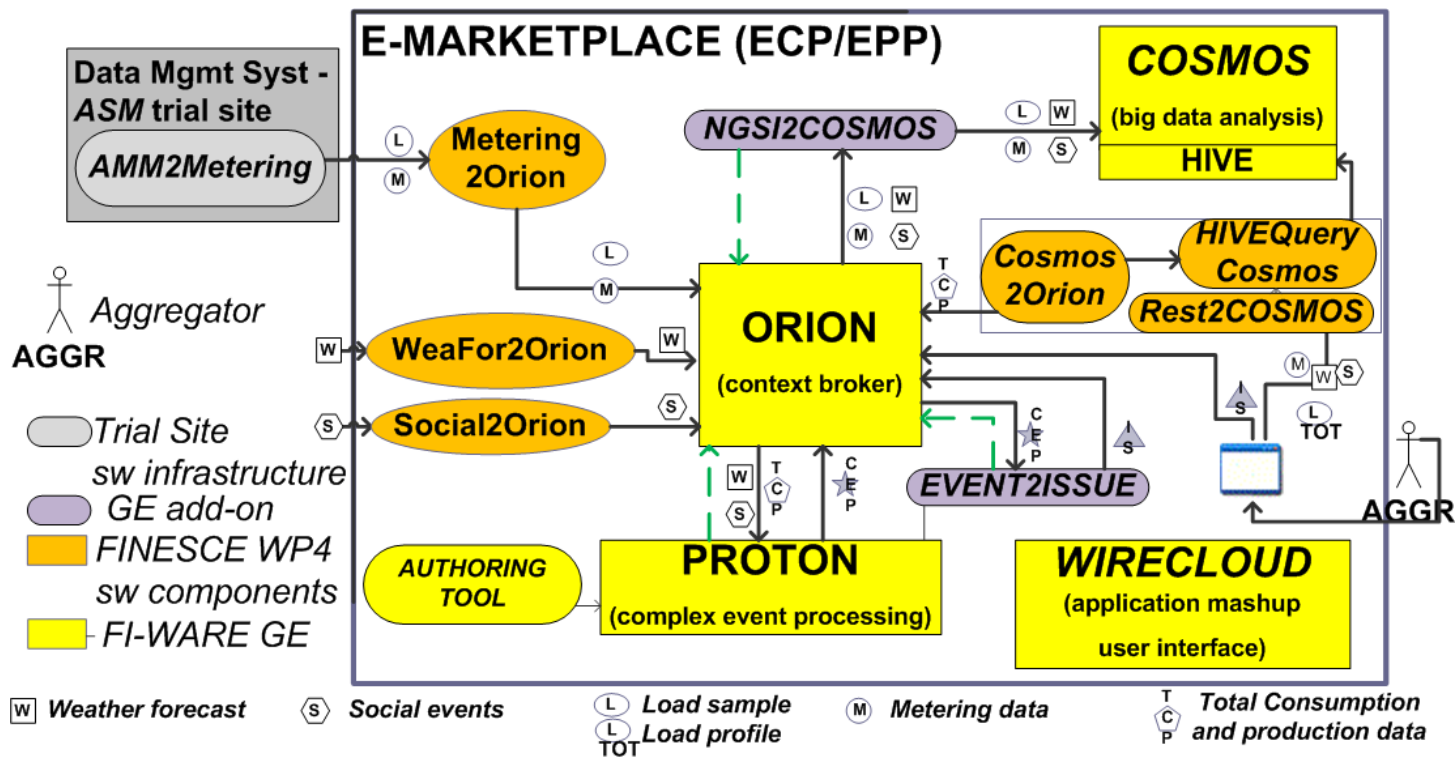 E-MARKETPLACE (ECP/EPP)
Data Mgmt Syst -
ASM trial site
AMM2Metering
L
M
Metering
2Orion
NGSI2COSMOS
L
W
M
S
COSMOS
(big data analysis)
HIVE
L
W
M
S
L
M
HIVEQuery
Cosmos
Cosmos
2Orion
Rest2COSMOS
T
C
P
Aggregator
AGGR
W
WeaFor2Orion
W
ORION
(context broker)
M
W
S
L
TOT
I
S
S
Social2Orion
S
C
E
P
I
S
Trial Site
sw infrastructure
GE add-on
FINESCE WP4
sw components
FI-WARE GE
W
S
T
C
P
C
E
P
EVENT2ISSUE
AGGR
AUTHORING
TOOL
PROTON
(complex event processing)
WIRECLOUD
(application mashup
user interface)
W Weather forecast
S Social events
L Load sample
L Load profile
TOT
M Metering data
T
C
P
Total Consumption
and production data